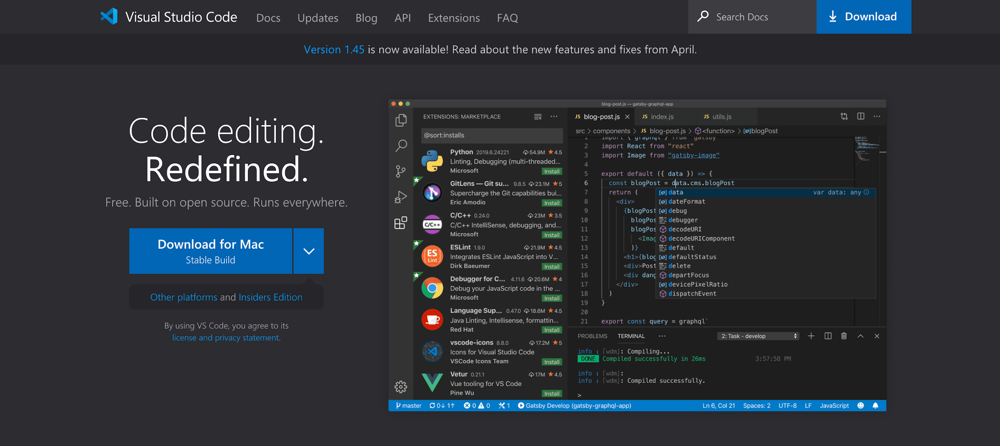 Visual Studio Code Docs Updates Blog API Extensions FAQ Search Docs Download
Version 1.45 is now available! Read about the new features and fixes from April.
Code editing.
Redefined.
Free. Built on open source. Runs everywhere.
Download for Mac
Stable Build
Other platforms and Insiders Edition
By using VS Code, you agree to its
license and privacy statement.
blog-post.js — gatsby-graphql-app
EXTENSIONS: MARKETPLACE
@sort:installs
Python 2019.6.24221 54.9M 4.5
Linting, Debugging (multi-threaded...
Microsoft Install
GitLens — Git su... 9.8.5 23.1M 5
Supercharge the Git capabilities bui...
Eric Amodio Install
C/C++
C/C++ 0.24.0 23M 3.5
C/C++ IntelliSense, debugging, and...
Microsoft Install
ES
Lint
ESLint 1.9.0 21.9M 4.5
Integrates ESLint JavaScript into V...
Dirk Baeumer Install
Debugger for C... 4.11.6 20.6M 4
Debug your JavaScript code in the ...
Microsoft Install
Language Sup... 0.47.0 18.6M 4.5
Java Linting, Intellisense, formattin...
Red Hat Install
vscode-icons 8.8.0 17.2M 5
Icons for Visual Studio Code
VSCode Icons Team Install
Vetur 0.21.1 17M 4.5
Vue tooling for VS Code
Pine Wu Install
JS blog-post.js JS index.js JS utils.js
src > components > JS blog-post.js > <function> > blogPost
1 import { graphql } from "gatsby"
2 import React from "react"
3 import Image from "gatsby-image"
4
5 export default ({ data }) => {
6 const blogPost = data.cms.blogPost
7 return (
8 <div>
9 {blogPost
10 blogPos
11 blogPos
12 <Imag
13 )}
14 <h1>{blog
15 <div>Post
16 <div dang
17 </div>
18 )
19 }
20
21 export const query = graphql`
data var data: any
dateFormat
debug
debugger
decodeURI
decodeURIComponent
default
defaultStatus
delete
departFocus
devicePixelRatio
dispatchEvent
PROBLEMS TERMINAL ... 2: Task - develop
info i ｢wdm｣: Compiling...
DONE Compiled successfully in 26ms 3:57:58 PM
info i ｢wdm｣:
info i ｢wdm｣: Compiled successfully.
>
master 0↓ 1↑ 0 0 1 Gatsby Develop (gatsby-graphql-app) Ln 6, Col 21 Spaces: 2 UTF-8 LF JavaScript